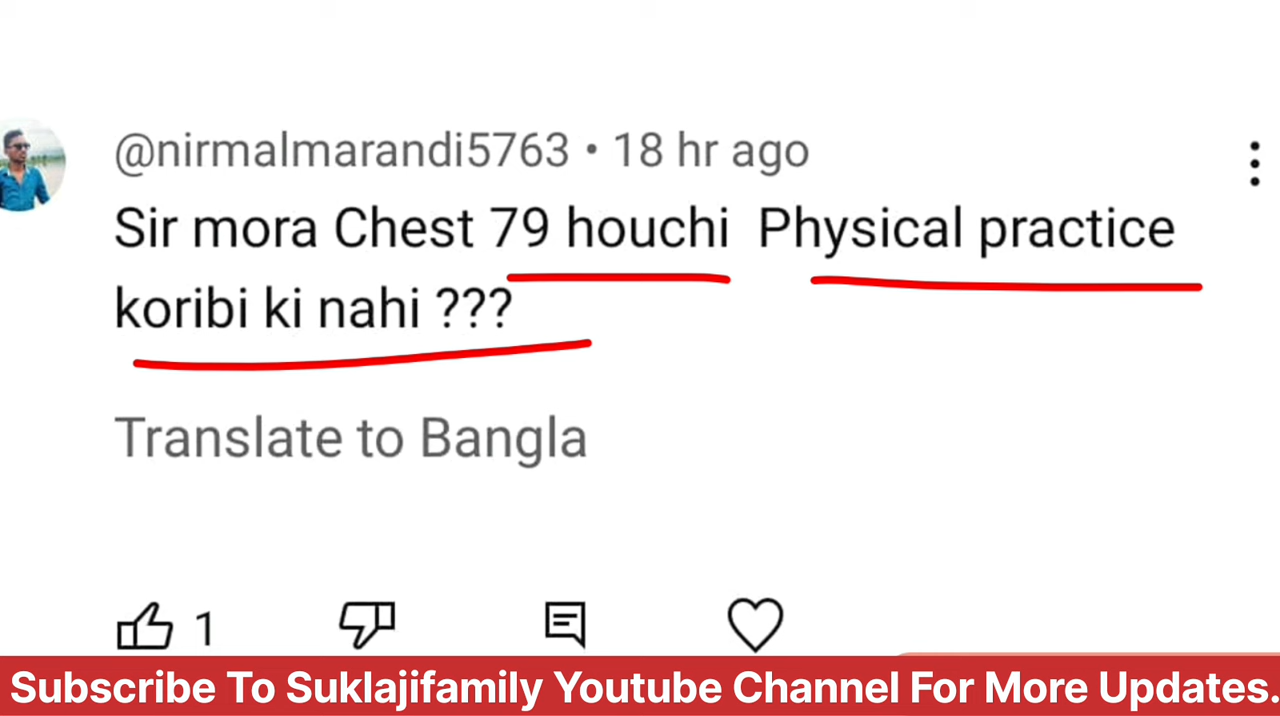 @nirmalmarandi5763 • 18 hr ago
Sir mora Chest 79 houchi Physical practice
koribi ki nahi ???
Translate to Bangla
1
Subscribe To Suklajifamily Youtube Channel For More Updates.